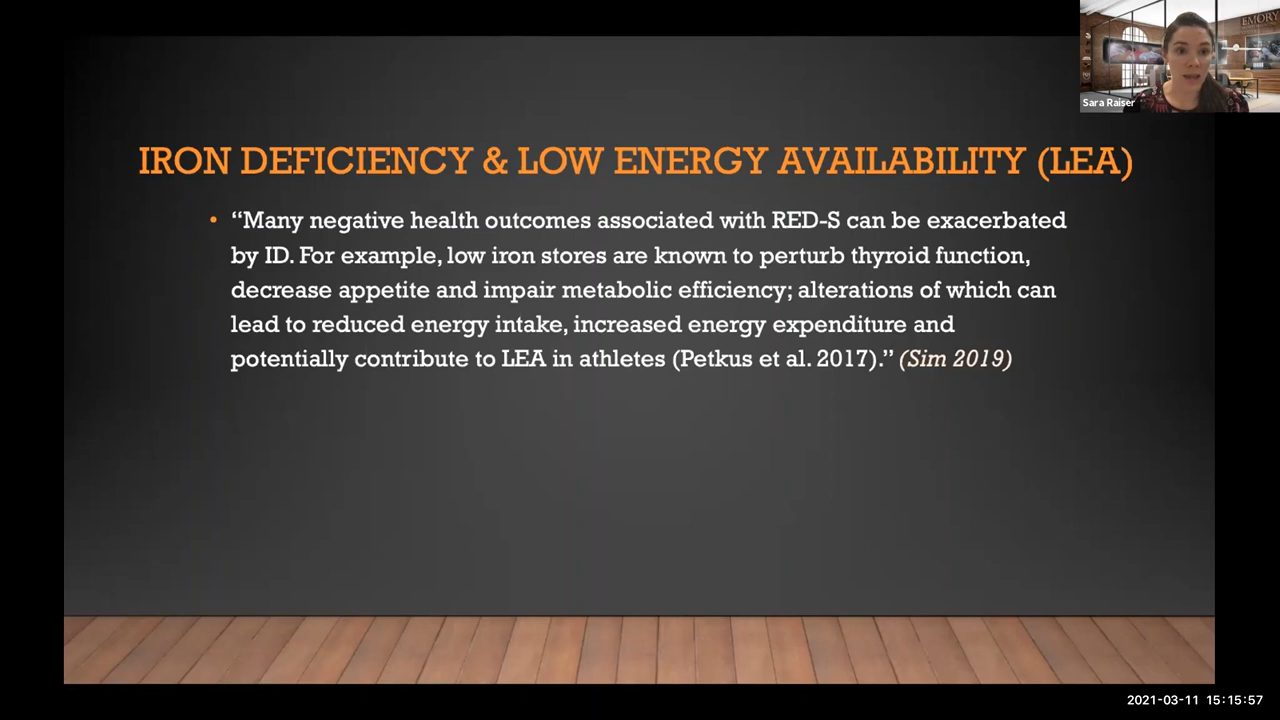 EMORY
Sara Raiser
IRON DEFICIENCY & LOW ENERGY AVAILABILITY (LEA)
• “Many negative health outcomes associated with RED-S can be exacerbated
by ID. For example, low iron stores are known to perturb thyroid function,
decrease appetite and impair metabolic efficiency; alterations of which can
lead to reduced energy intake, increased energy expenditure and
potentially contribute to LEA in athletes (Petkus et al. 2017).” (Sim 2019)
2021-03-11 15:15:57